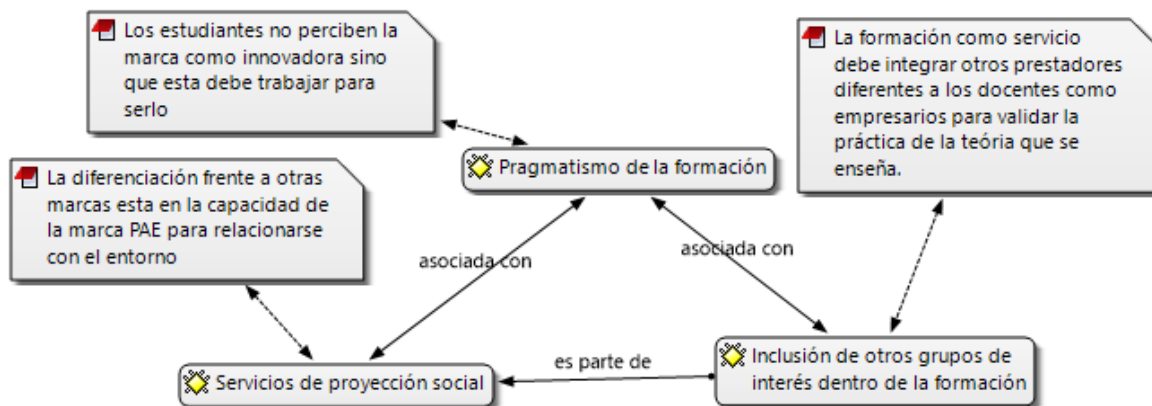 Los estudiantes no perciben la
marca como innovadora sino
que esta debe trabajar para
serlo
La formación como servicio
debe integrar otros prestadores
diferentes a los docentes como
empresarios para validar la
práctica de la teória que se
enseña.
Pragmatismo de la formación
La diferenciación frente a otras
marcas esta en la capacidad de
la marca PAE para relacionarse
con el entorno
asociada con
asociada con
es parte de
Servicios de proyección social
Inclusión de otros grupos de
interés dentro de la formación